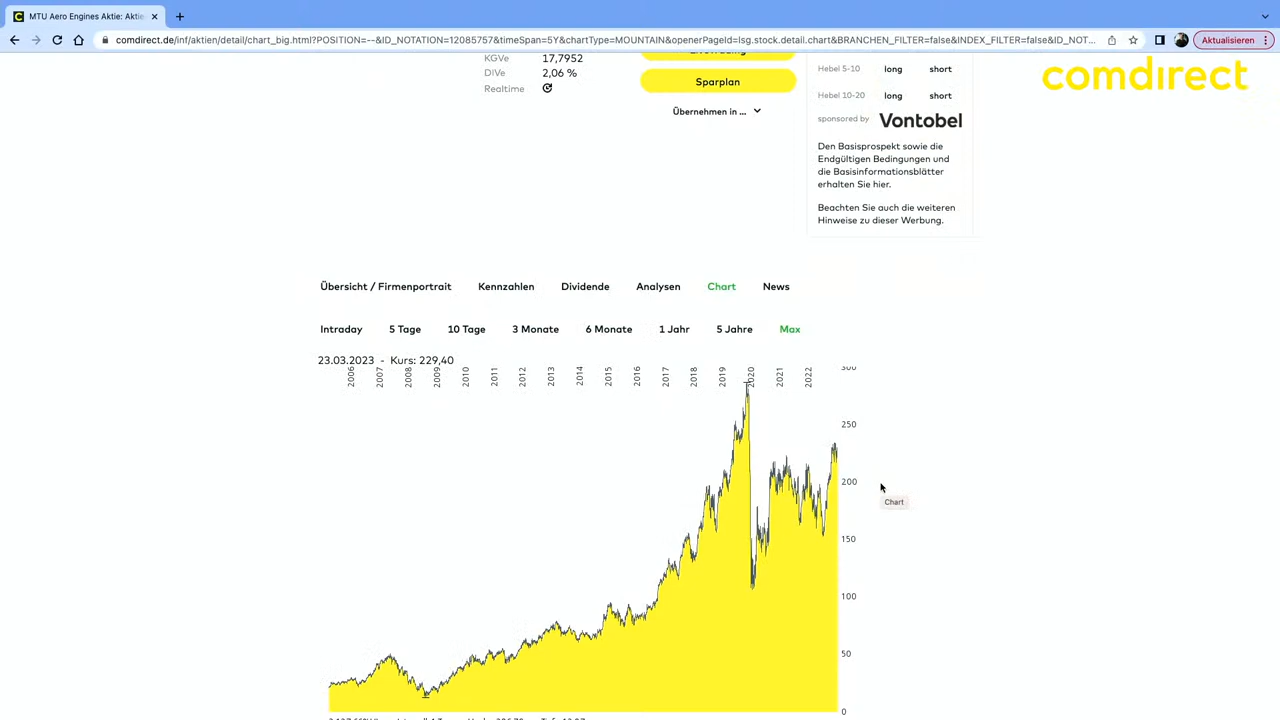 MTU Aero Engines Aktie: Aktie
comdirect.de/inf/aktien/detail/chart_big.html?POSITION=--&ID_NOTATION=12085757&timeSpan=5Y&chartType=MOUNTAIN&openerPageId=lsg.stock.detail.chart&BRANCHEN_FILTER=false&INDEX_FILTER=false&ID_NOT...
Aktualisieren
comdirect
KGVe 17,7952
DIVe 2,06 %
Realtime
Sparplan
Übernehmen in ...
Hebel 5-10 long short
Hebel 10-20 long short
sponsored by Vontobel
Den Basisprospekt sowie die
Endgültigen Bedingungen und
die Basisinformationsblätter
erhalten Sie hier.
Beachten Sie auch die weiteren
Hinweise zu dieser Werbung.
Übersicht / Firmenportrait Kennzahlen Dividende Analysen Chart News
Intraday 5 Tage 10 Tage 3 Monate 6 Monate 1 Jahr 5 Jahre Max
23.03.2023 - Kurs: 229,40
2006 2007 2008 2009 2010 2011 2012 2013 2014 2015 2016 2017 2018 2019 2020 2021 2022
300
250
200
150
100
50
0
Chart